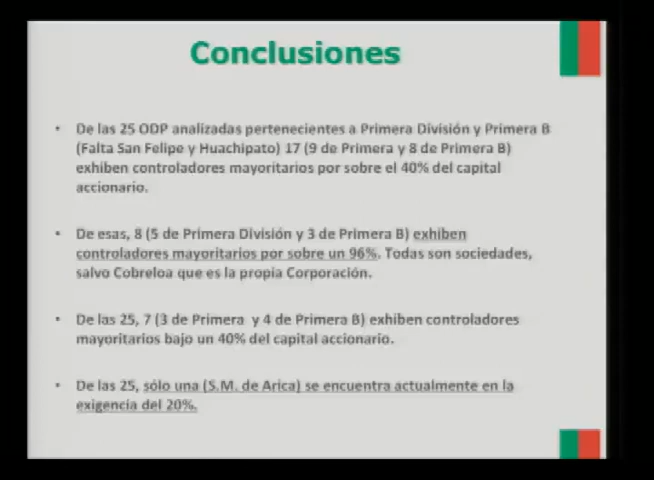 Conclusiones
• De las 25 ODP analizadas pertenecientes a Primera División y Primera B
(Falta San Felipe y Huachipato) 17 (9 de Primera y 8 de Primera B)
exhiben controladores mayoritarios por sobre el 40% del capital
accionario.
• De esas, 8 (5 de Primera División y 3 de Primera B) exhiben
controladores mayoritarios por sobre un 96%. Todas son sociedades,
salvo Cobreloa que es la propia Corporación.
• De las 25, 7 (3 de Primera y 4 de Primera B) exhiben controladores
mayoritarios bajo un 40% del capital accionario.
• De las 25, sólo una (S.M. de Arica) se encuentra actualmente en la
exigencia del 20%.